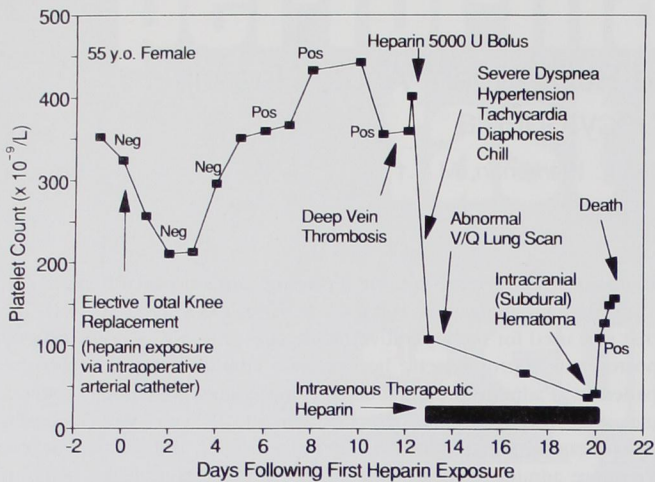 500
400
300
200
100
0
Platelet Count (x 10⁻⁹/L)
55 y.o. Female
Neg
Neg
Neg
Pos
Pos
Pos
Heparin 5000 U Bolus
Severe Dyspnea
Hypertension
Tachycardia
Diaphoresis
Chill
Deep Vein
Thrombosis
Abnormal
V/Q Lung Scan
Death
Intracranial
(Subdural)
Hematoma
Pos
Elective Total Knee
Replacement
(heparin exposure
via intraoperative
arterial catheter)
Intravenous Therapeutic
Heparin
-2 0 2 4 6 8 10 12 14 16 18 20 22
Days Following First Heparin Exposure